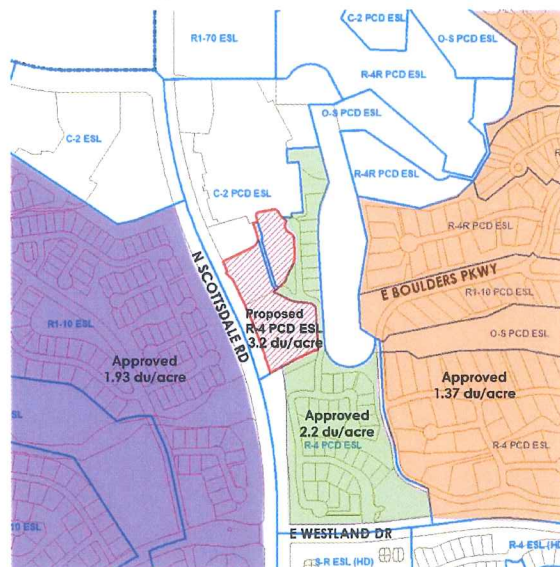 C-2 PCD ESL
R1-70 ESL
O-S PCD ESL
R-4R PCD ESL
O-S PCD ESL
C-2 ESL
R-4R PCD ESL
C-2 PCD ESL
R-4R PCD ESL
N SCOTTSDALE RD
E BOULDERS PKWY
R1-10 PCD ESL
Proposed
R-4 PCD ESL
3.2 du/acre
R1-10 ESL
O-S PCD ESL
Approved
1.93 du/acre
Approved
1.37 du/acre
Approved
2.2 du/acre
R-4 PCD ESL
R-4 PCD ESL
E WESTLAND DR
S-R ESL (HD)
R-4 ESL (HD